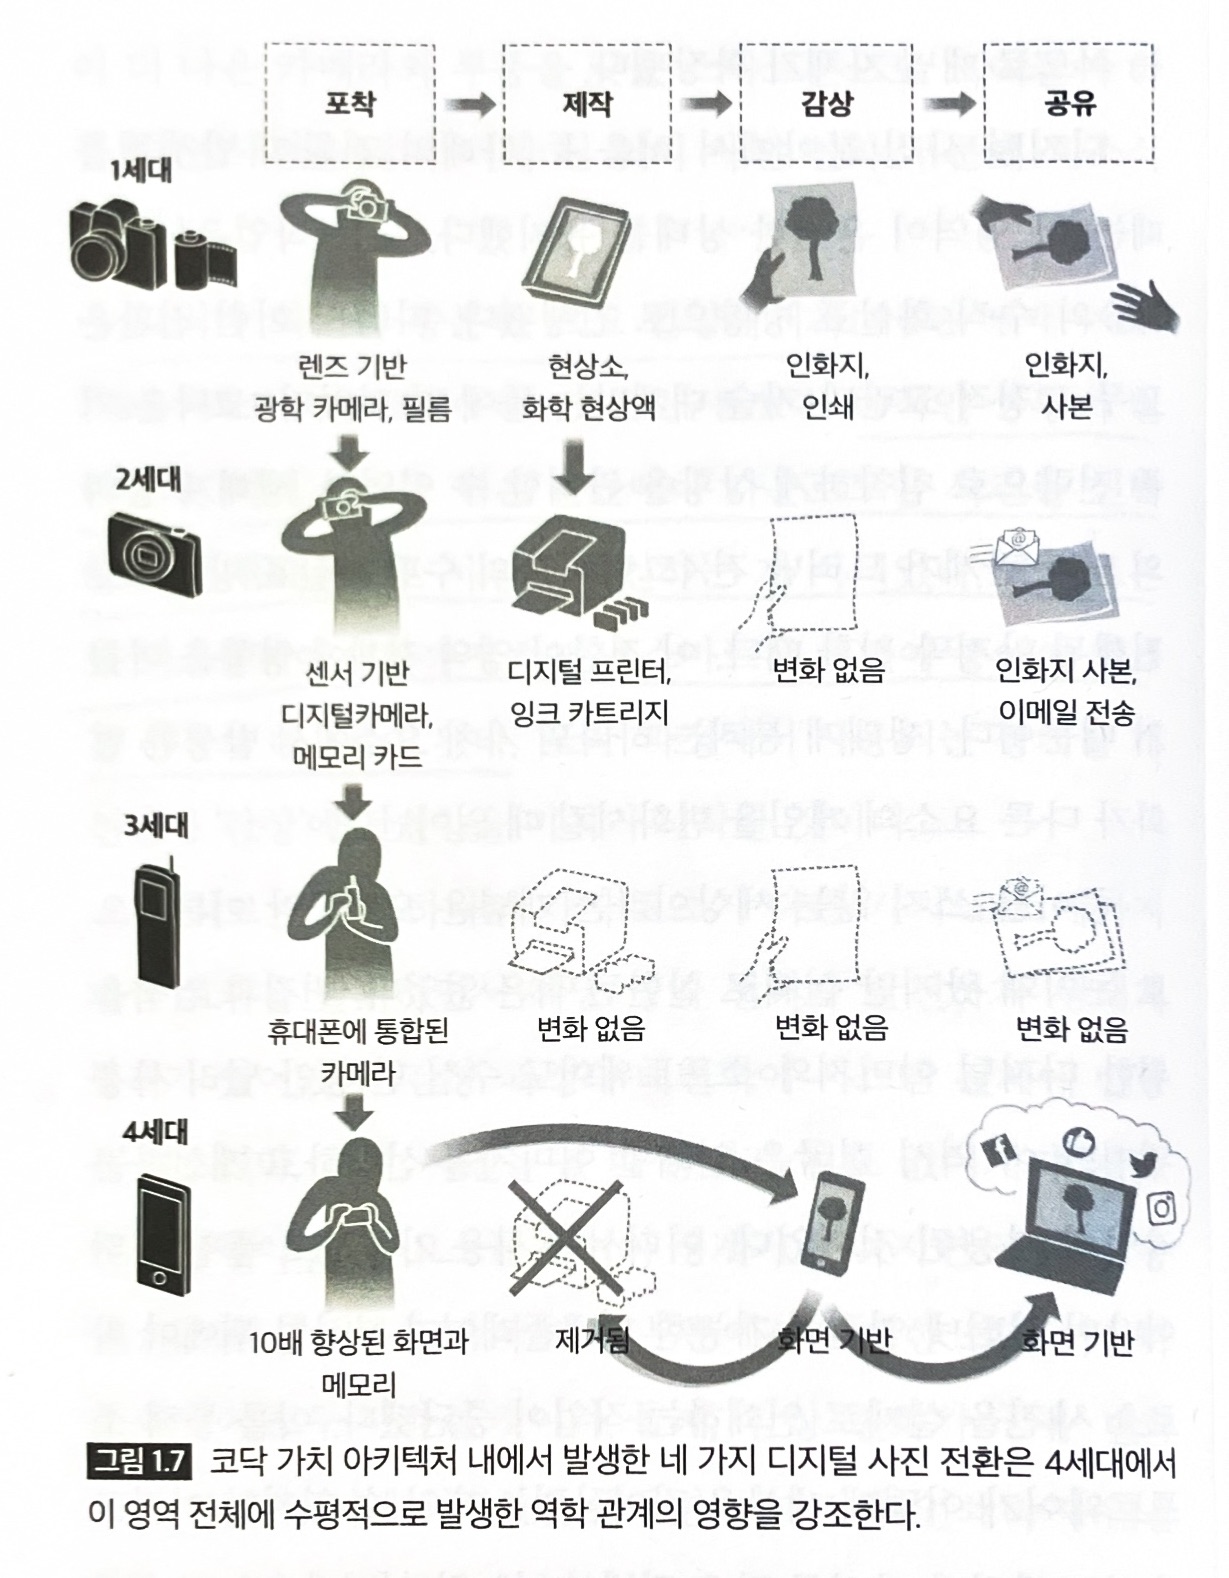 포착
제작
감상
공유
1세대
렌즈 기반
광학 카메라, 필름
현상소,
화학 현상액
인화지,
인쇄
인화지,
사본
2세대
센서 기반
디지털카메라,
메모리 카드
디지털 프린터,
잉크 카트리지
변화 없음
인화지 사본,
이메일 전송
3세대
휴대폰에 통합된
카메라
변화 없음
변화 없음
변화 없음
4세대
10배 향상된 화면과
메모리
제거됨
화면 기반
화면 기반
그림 1.7 코닥 가치 아키텍처 내에서 발생한 네 가지 디지털 사진 전환은 4세대에서
이 영역 전체에 수평적으로 발생한 역학 관계의 영향을 강조한다.